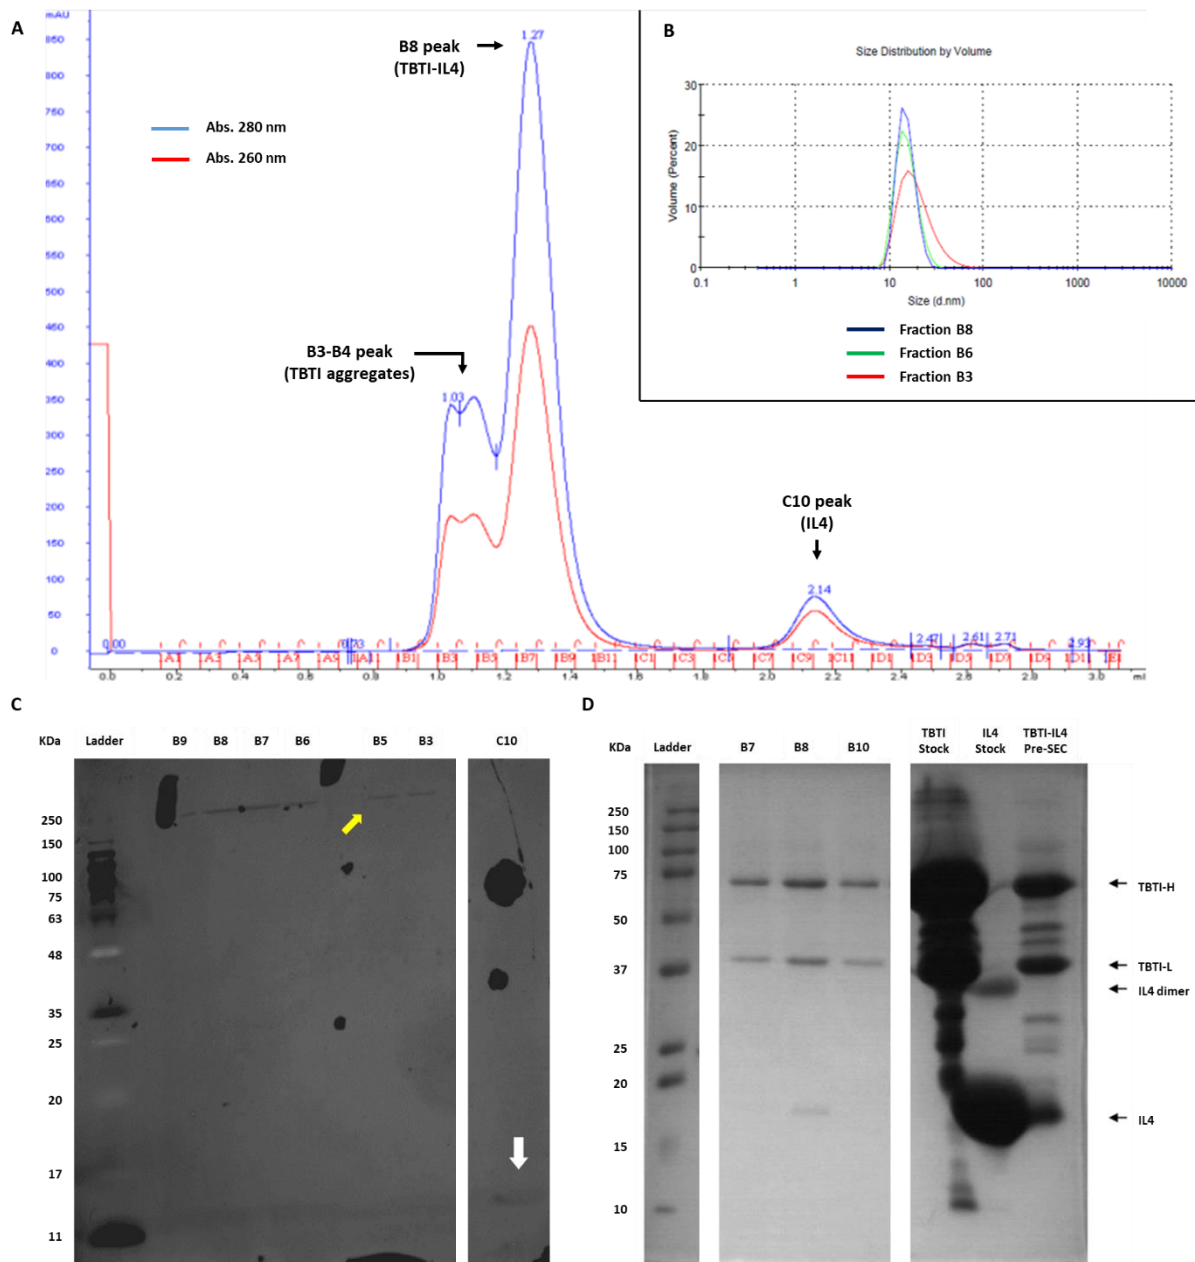 A
mAU
850
800
750
700
650
600
550
500
450
400
350
300
250
200
150
100
50
0
B8 peak
(TBTI-IL4)
1.27
Abs. 280 nm
Abs. 260 nm
B3-B4 peak
(TBTI aggregates)
1.03
C10 peak
(IL4)
2.14
0.00
0.73
2.47
2.61
2.71
2.93
A1
A3
A5
A7
A9
A11
B1
B3
B5
B7
B9
B11
C1
C3
C5
C7
C9
C11
D1
D3
D5
D7
D9
0.0
0.2
0.4
0.6
0.8
1.0
1.2
1.4
1.6
1.8
2.0
2.2
2.4
2.6
2.8
3.0
ml
B
Size Distribution by Volume
Volume (Percent)
30
20
10
0
0.1
1
10
100
1000
10000
Size (d.nm)
Fraction B8
Fraction B6
Fraction B3
C
KDa
Ladder
B9
B8
B7
B6
B5
B3
C10
250
150
100
75
63
48
35
25
20
17
11
D
KDa
Ladder
B7
B8
B10
TBTI
Stock
IL4
Stock
TBTI-IL4
Pre-SEC
250
150
100
75
50
37
25
20
15
10
TBTI-H
TBTI-L
IL4 dimer
IL4